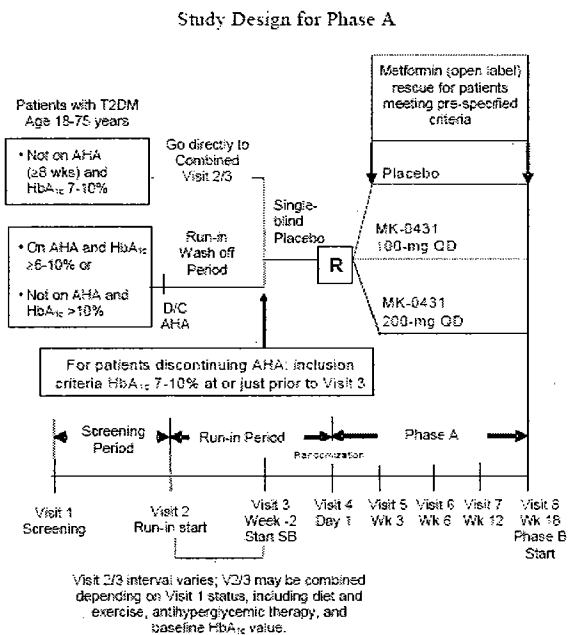 Study Design for Phase A
Metformin (open label)
rescue for patients
meeting pre-specified
criteria
Patients with T2DM
Age 18-75 years
• Not on AHA
(≥8 wks) and
HbA1c 7-10%
Go directly to
Combined
Visit 2/3
Single-
blind
Placebo
Placebo
• On AHA and HbA1c
≥6-10% or
• Not on AHA and
HbA1c >10%
Run-in
Wash off
Period
D/C
AHA
R
MK-0431
100-mg QD
MK-0431
200-mg QD
For patients discontinuing AHA: inclusion
criteria HbA1c 7-10% at or just prior to Visit 3
Screening
Period
Run-in Period
Randomization
Phase A
Visit 1
Screening
Visit 2
Run-in start
Visit 3
Week -2
Start SB
Visit 4
Day 1
Visit 5
Wk 3
Visit 6
Wk 6
Visit 7
Wk 12
Visit 8
Wk 18
Phase B
Start
Visit 2/3 interval varies; V2/3 may be combined
depending on Visit 1 status, including diet and
exercise, antihyperglycemic therapy, and
baseline HbA1c value.